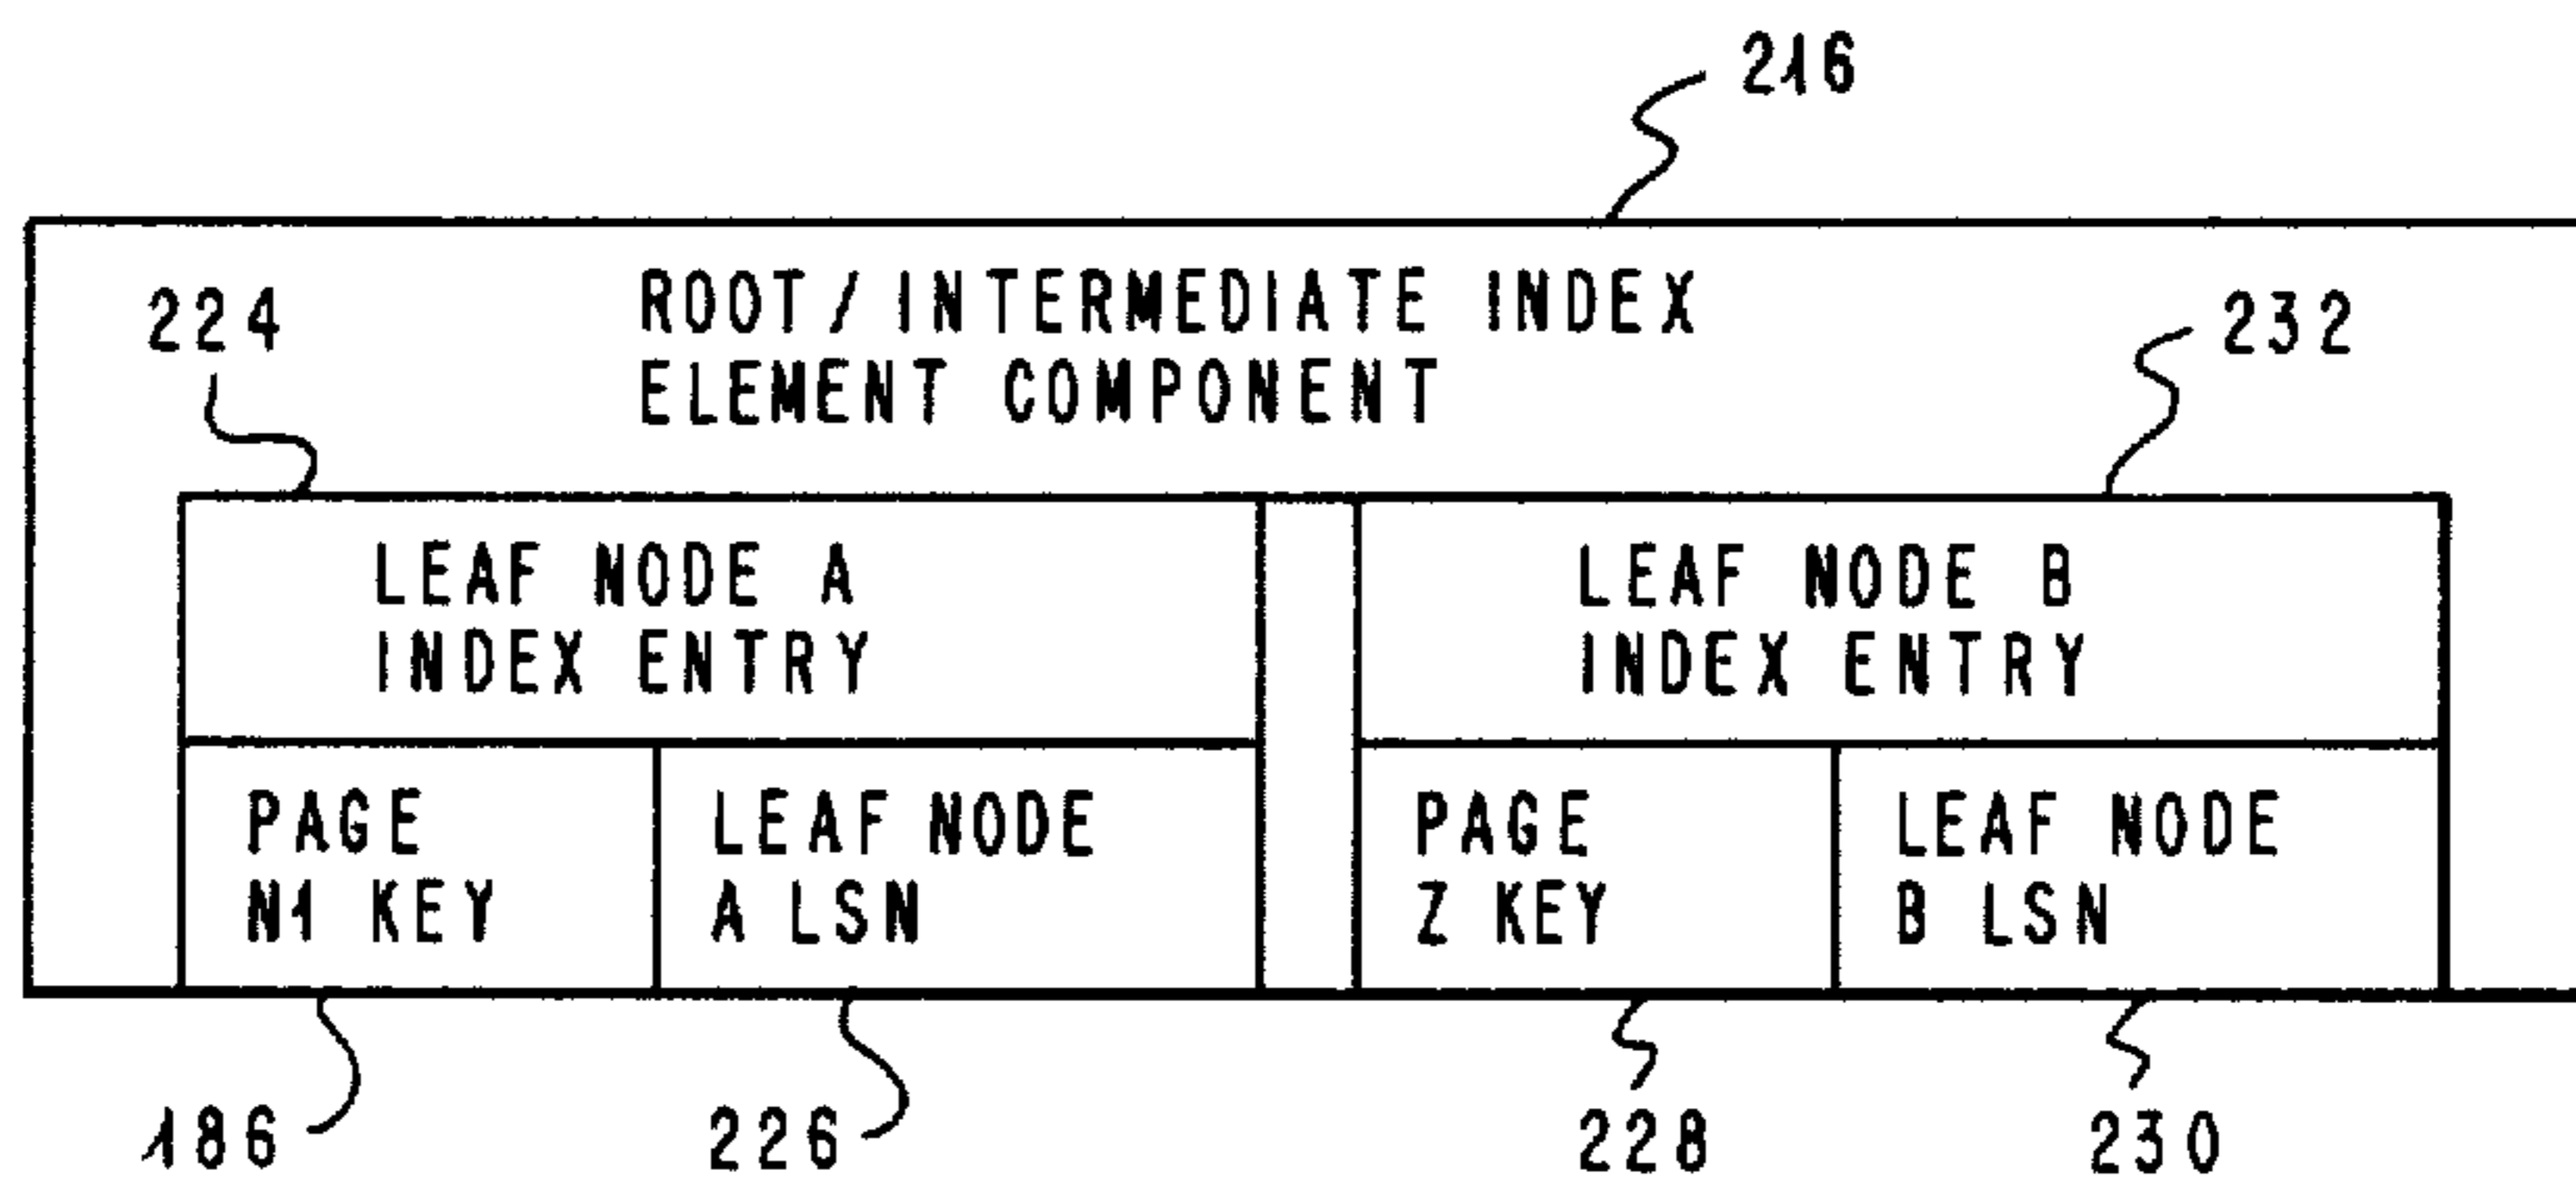 216
ROOT/INTERMEDIATE INDEX
ELEMENT COMPONENT
224
232
LEAF NODE A
INDEX ENTRY
LEAF NODE B
INDEX ENTRY
PAGE
N1 KEY
LEAF NODE
A LSN
PAGE
Z KEY
LEAF NODE
B LSN
186
226
228
230